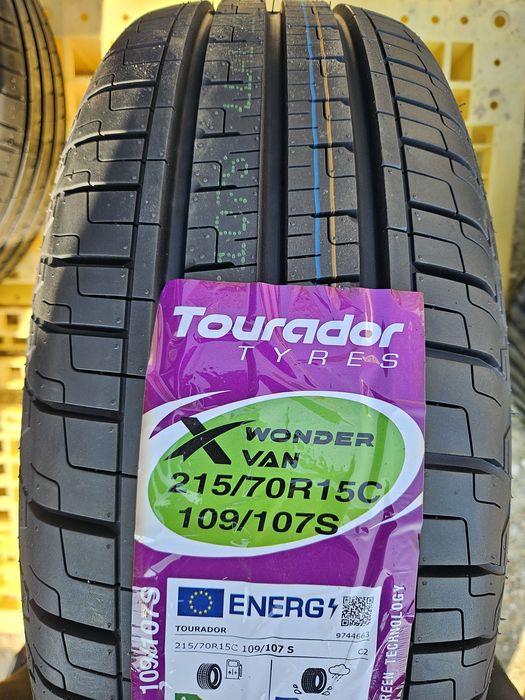 Tourador
TYRES
X WONDER
VAN
215/70R15C
109/107S
ENERG
TOURADOR
9744663
215/70R15C 109/107 S
C2
109/107S
REEN TECHNOLOGY